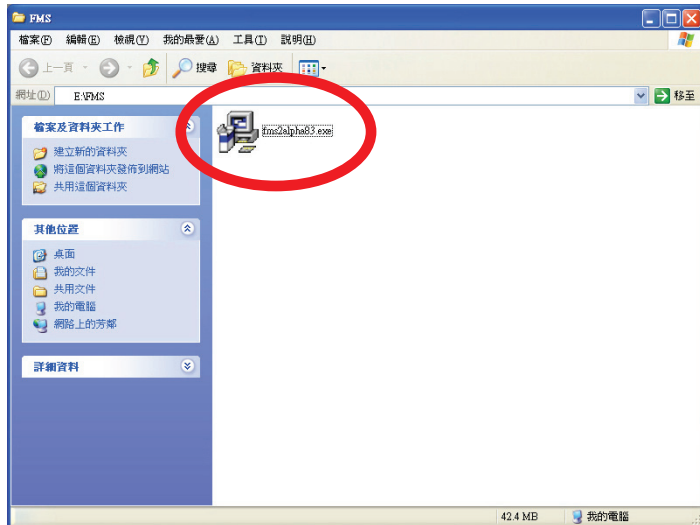 FMS
檔案(F) 編輯(E) 檢視(V) 我的最愛(A) 工具(T) 說明(H)
上一頁 搜尋 資料夾
網址(D) E:\FMS 移至
檔案及資料夾工作
建立新的資料夾
將這個資料夾發佈到網站
共用這個資料夾
其他位置
桌面
我的文件
共用文件
我的電腦
網路上的芳鄰
詳細資料
fms2alpha83.exe
42.4 MB 我的電腦